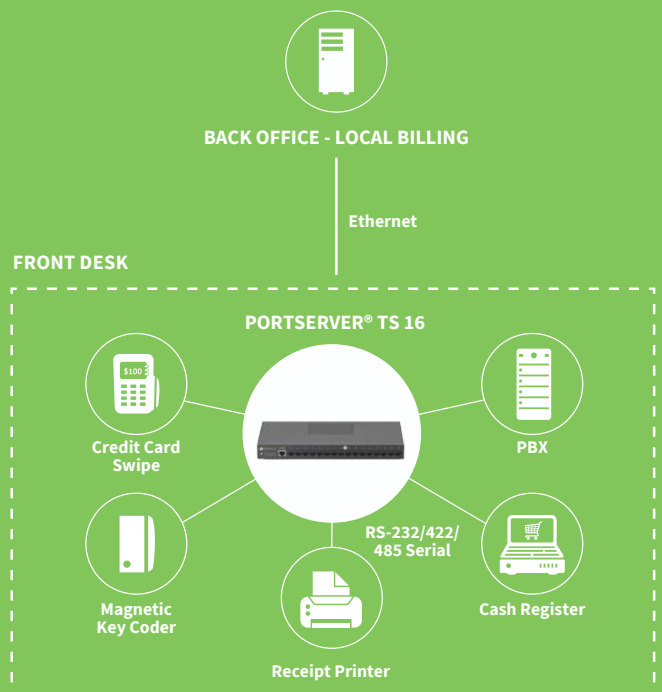 BACK OFFICE - LOCAL BILLING
Ethernet
FRONT DESK
PORTSERVER® TS 16
$100
Credit Card
Swipe
PBX
RS-232/422/
485 Serial
Magnetic
Key Coder
Cash Register
Receipt Printer